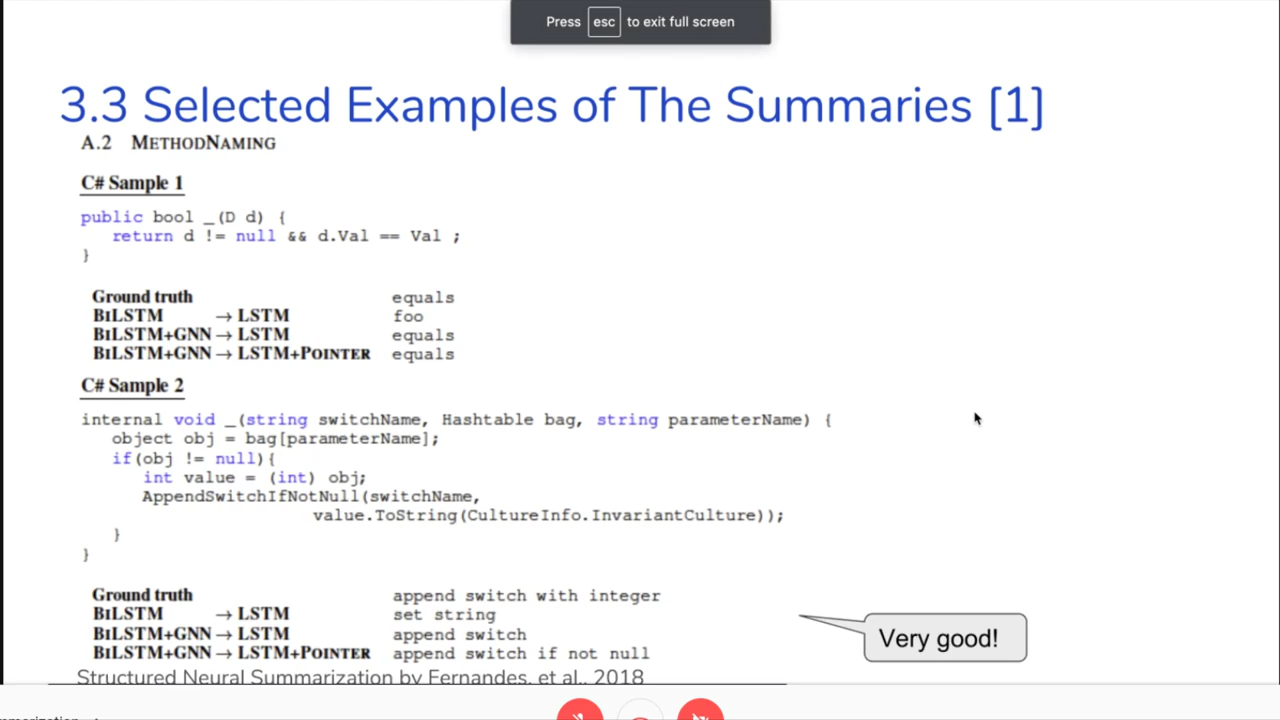 Press esc to exit full screen
3.3 Selected Examples of The Summaries [1]
A.2 METHODNAMING
C# Sample 1
public bool _(D d) {
return d != null && d.Val == Val ;
}
Ground truth equals
BILSTM → LSTM foo
BILSTM+GNN → LSTM equals
BILSTM+GNN → LSTM+POINTER equals
C# Sample 2
internal void _(string switchName, Hashtable bag, string parameterName) {
object obj = bag[parameterName];
if(obj != null){
int value = (int) obj;
AppendSwitchIfNotNull(switchName,
value.ToString(CultureInfo.InvariantCulture));
}
}
Ground truth append switch with integer
BILSTM → LSTM set string
BILSTM+GNN → LSTM append switch
BILSTM+GNN → LSTM+POINTER append switch if not null
Very good!
Structured Neural Summarization by Fernandes, et al., 2018